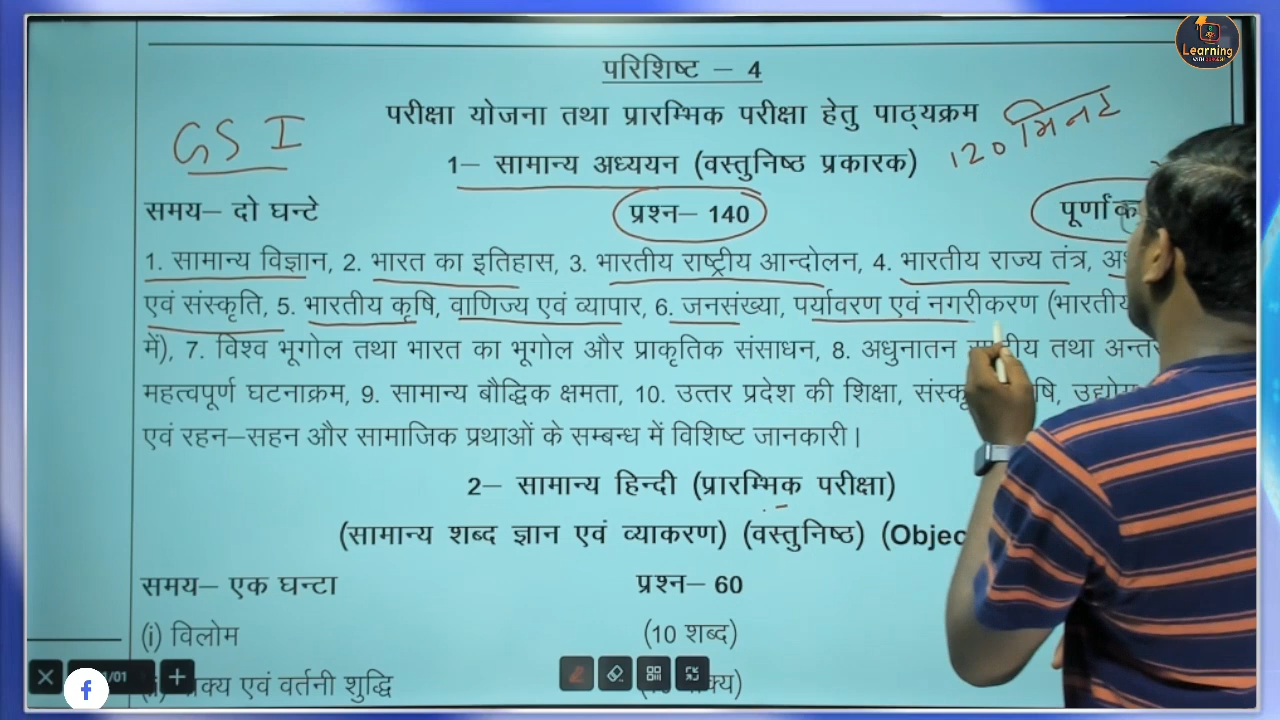 Learning
परिशिष्ट – 4
परीक्षा योजना तथा प्रारम्भिक परीक्षा हेतु पाठ्यक्रम
GS I
120 मिनट
1– सामान्य अध्ययन (वस्तुनिष्ठ प्रकारक)
समय– दो घन्टे प्रश्न– 140
1. सामान्य विज्ञान, 2. भारत का इतिहास, 3. भारतीय राष्ट्रीय आन्दोलन, 4. भारतीय राज्य तंत्र,
एवं संस्कृति, 5. भारतीय कृषि, वाणिज्य एवं व्यापार, 6. जनसंख्या, पर्यावरण एवं नगरीकरण (भारतीय
में), 7. विश्व भूगोल तथा भारत का भूगोल और प्राकृतिक संसाधन, 8. अधुनातन तथा
महत्वपूर्ण घटनाक्रम, 9. सामान्य बौद्धिक क्षमता, 10. उत्तर प्रदेश की शिक्षा,
एवं रहन–सहन और सामाजिक प्रथाओं के सम्बन्ध में विशिष्ट जानकारी।
2– सामान्य हिन्दी (प्रारम्भिक परीक्षा)
(सामान्य शब्द ज्ञान एवं व्याकरण) (वस्तुनिष्ठ)
समय– एक घन्टा प्रश्न– 60
(i) विलोम (10 शब्द)
एवं वर्तनी शुद्धि
f